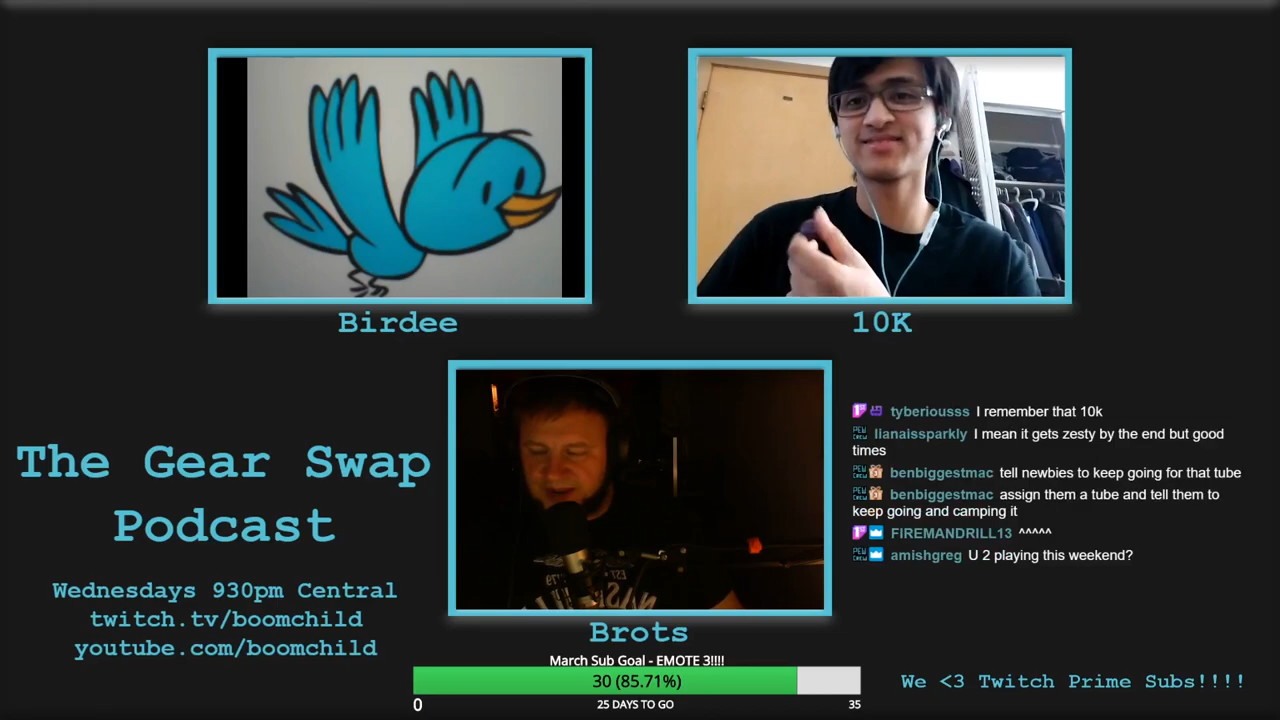 Birdee
10K
The Gear Swap
Podcast
Wednesdays 930pm Central
twitch.tv/boomchild
youtube.com/boomchild
Brots
tyberiousss I remember that 10k
lianaissparkly I mean it gets zesty by the end but good
times
benbiggestmac tell newbies to keep going for that tube
benbiggestmac assign them a tube and tell them to
keep going and camping it
FIREMANDRILL13 ^^^^^
amishgreg U 2 playing this weekend?
March Sub Goal - EMOTE 3!!!!
30 (85.71%)
0
25 DAYS TO GO
35
We <3 Twitch Prime Subs!!!!